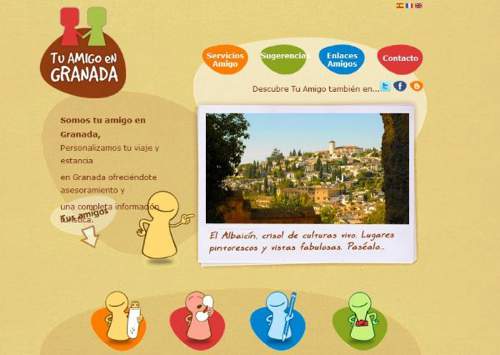 TU AMIGO EN
GRANADA
Servicios
Amigo
Sugerencias
Enlaces
Amigos
Contacto
Descubre Tu Amigo también en...
Somos tu amigo en
Granada,
Personalizamos tu viaje y
estancia
en Granada ofreciéndote
asesoramiento y
una completa información
turística.
Tus amigos
El Albaicín, crisol de culturas vivo. Lugares
pintorescos y vistas fabulosas. Paséalo...